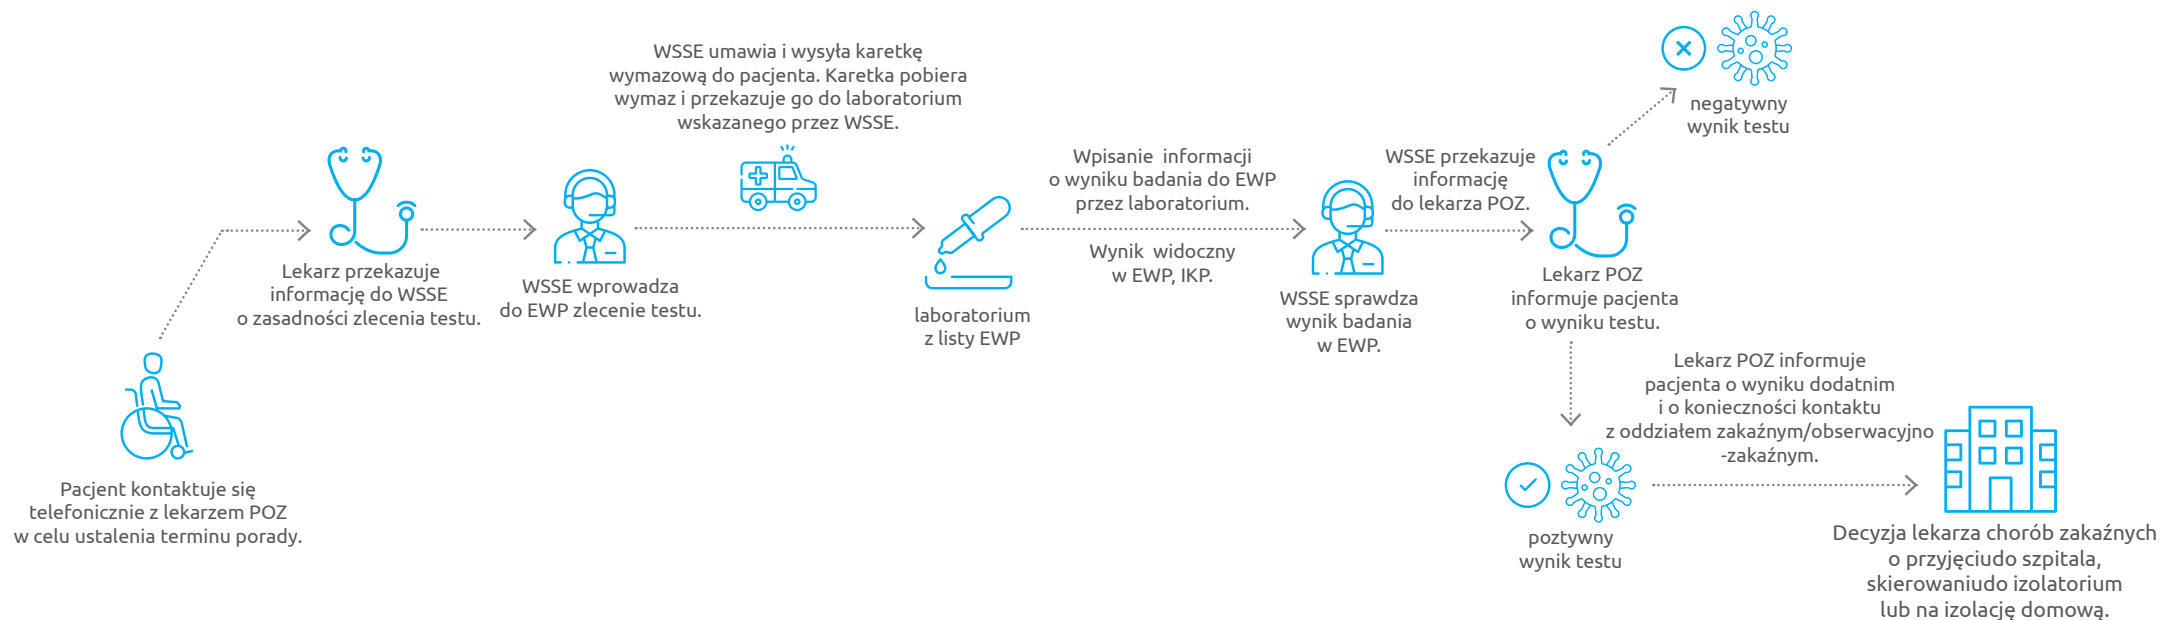 Pacjent kontaktuje się
telefonicznie z lekarzem POZ
w celu ustalenia terminu porady.
Lekarz przekazuje
informację do WSSE
o zasadności zlecenia testu.
WSSE wprowadza
do EWP zlecenie testu.
WSSE umawia i wysyła karetkę
wymazową do pacjenta. Karetka pobiera
wymaz i przekazuje go do laboratorium
wskazanego przez WSSE.
laboratorium
z listy EWP
Wpisanie informacji
o wyniku badania do EWP
przez laboratorium.
Wynik widoczny
w EWP, IKP.
WSSE sprawdza
wynik badania
w EWP.
WSSE przekazuje
informację
do lekarza POZ.
Lekarz POZ
informuje pacjenta
o wyniku testu.
negatywny
wynik testu
poztywny
wynik testu
Lekarz POZ informuje
pacjenta o wyniku dodatnim
i o konieczności kontaktu
z oddziałem zakaźnym/obserwacyjno
-zakaźnym.
Decyzja lekarza chorób zakaźnych
o przyjęciudo szpitala,
skierowaniudo izolatorium
lub na izolację domową.